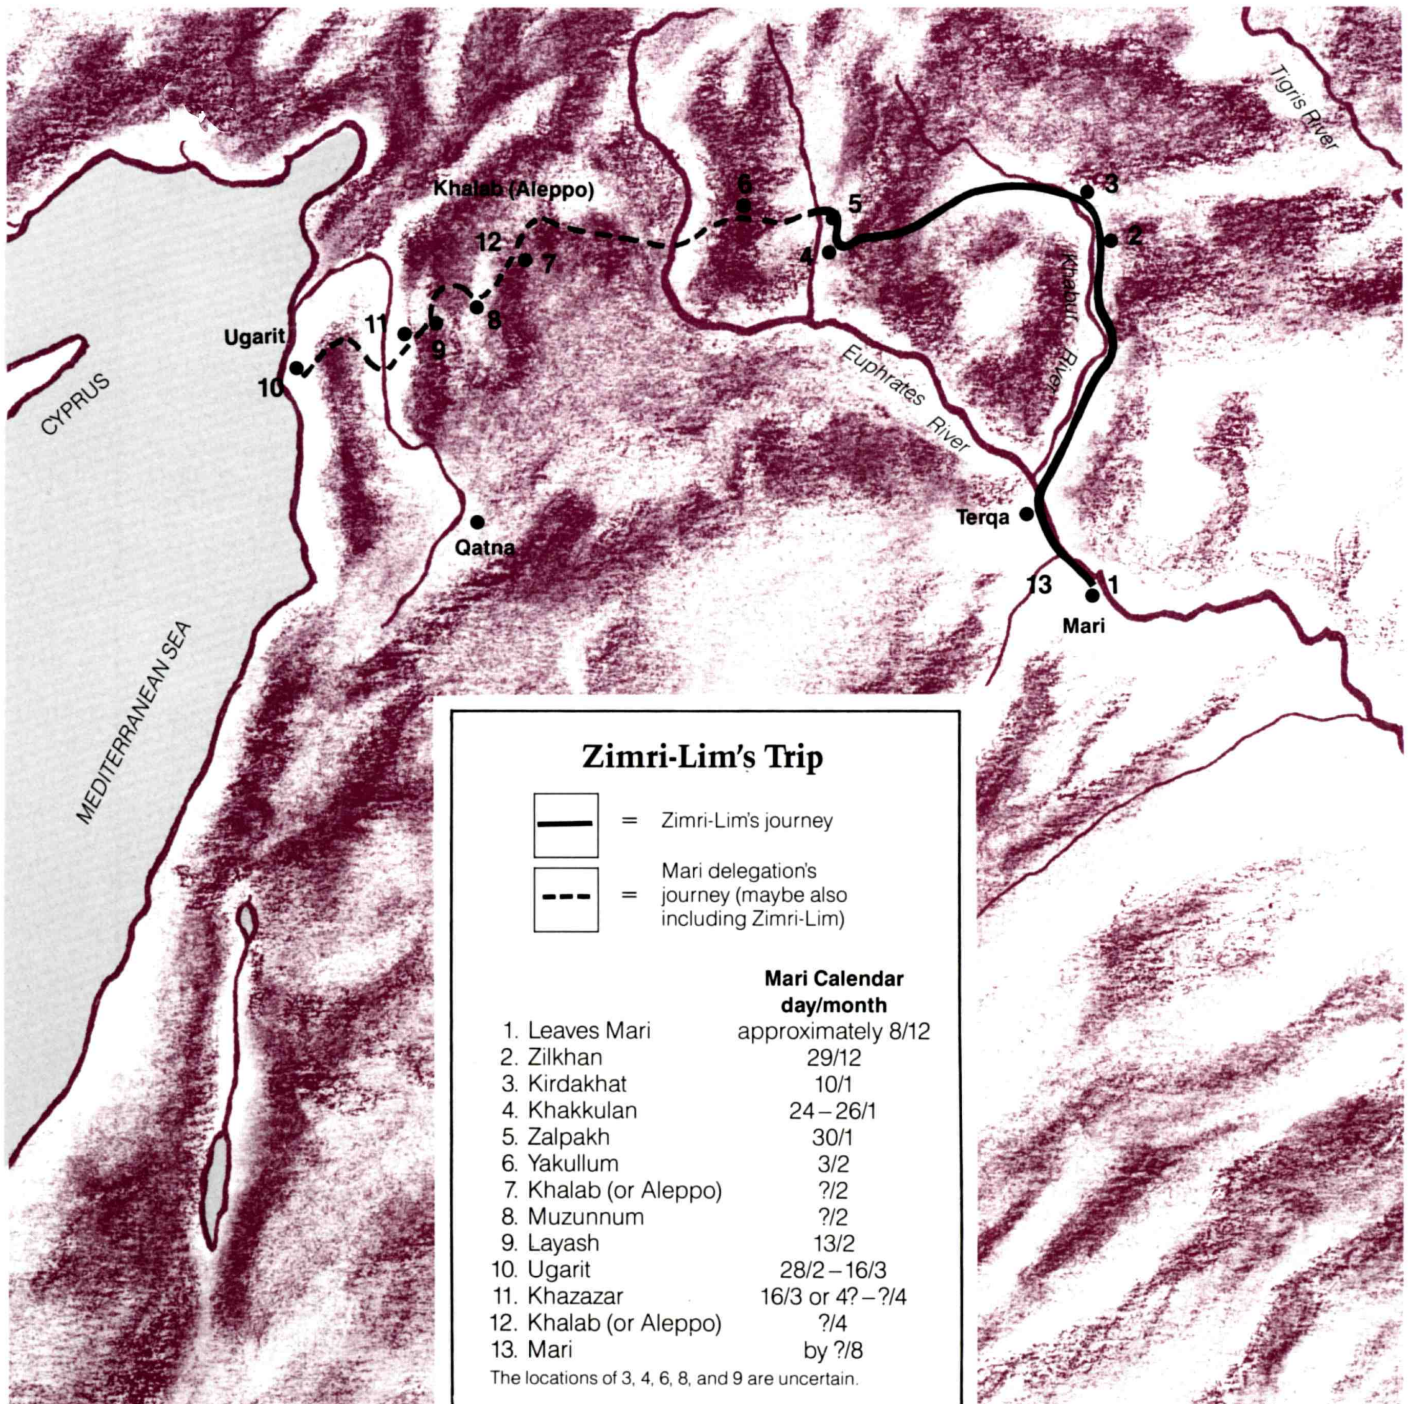 Tigris River
Khalab (Aleppo)
6
3
5
12
2
4
7
Khabur River
8
11
Ugarit
9
Euphrates River
10
CYPRUS
Terqa
Qatna
13
1
Mari
MEDITERRANEAN SEA
Zimri-Lim's Trip
= Zimri-Lim's journey
Mari delegation's
= journey (maybe also
including Zimri-Lim)
Mari Calendar
day/month
1. Leaves Mari approximately 8/12
2. Zilkhan 29/12
3. Kirdakhat 10/1
4. Khakkulan 24–26/1
5. Zalpakh 30/1
6. Yakullum 3/2
7. Khalab (or Aleppo) ?/2
8. Muzunnum ?/2
9. Layash 13/2
10. Ugarit 28/2–16/3
11. Khazazar 16/3 or 4?–?/4
12. Khalab (or Aleppo) ?/4
13. Mari by ?/8
The locations of 3, 4, 6, 8, and 9 are uncertain.